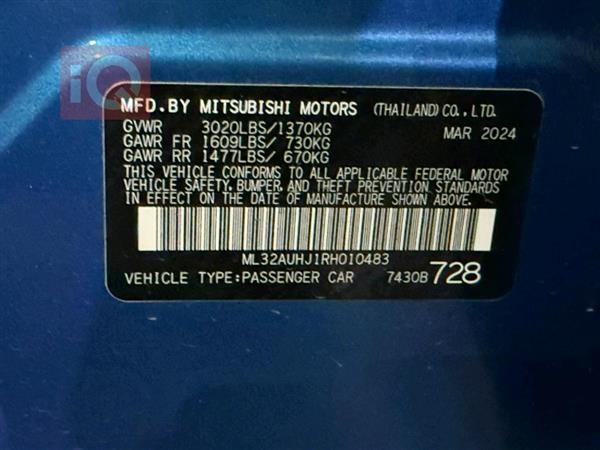 iQ
MFD.BY MITSUBISHI MOTORS (THAILAND) CO., LTD.
GVWR 3020LBS/1370KG MAR 2024
GAWR FR 1609LBS/ 730KG
GAWR RR 1477LBS/ 670KG
THIS VEHICLE CONFORMS TO ALL APPLICABLE FEDERAL MOTOR
VEHICLE SAFETY, BUMPER, AND THEFT PREVENTION STANDARDS
IN EFFECT ON THE DATE OF MANUFACTURE SHOWN ABOVE.
ML32AUHJ1RH010483
VEHICLE TYPE:PASSENGER CAR 7430B 728